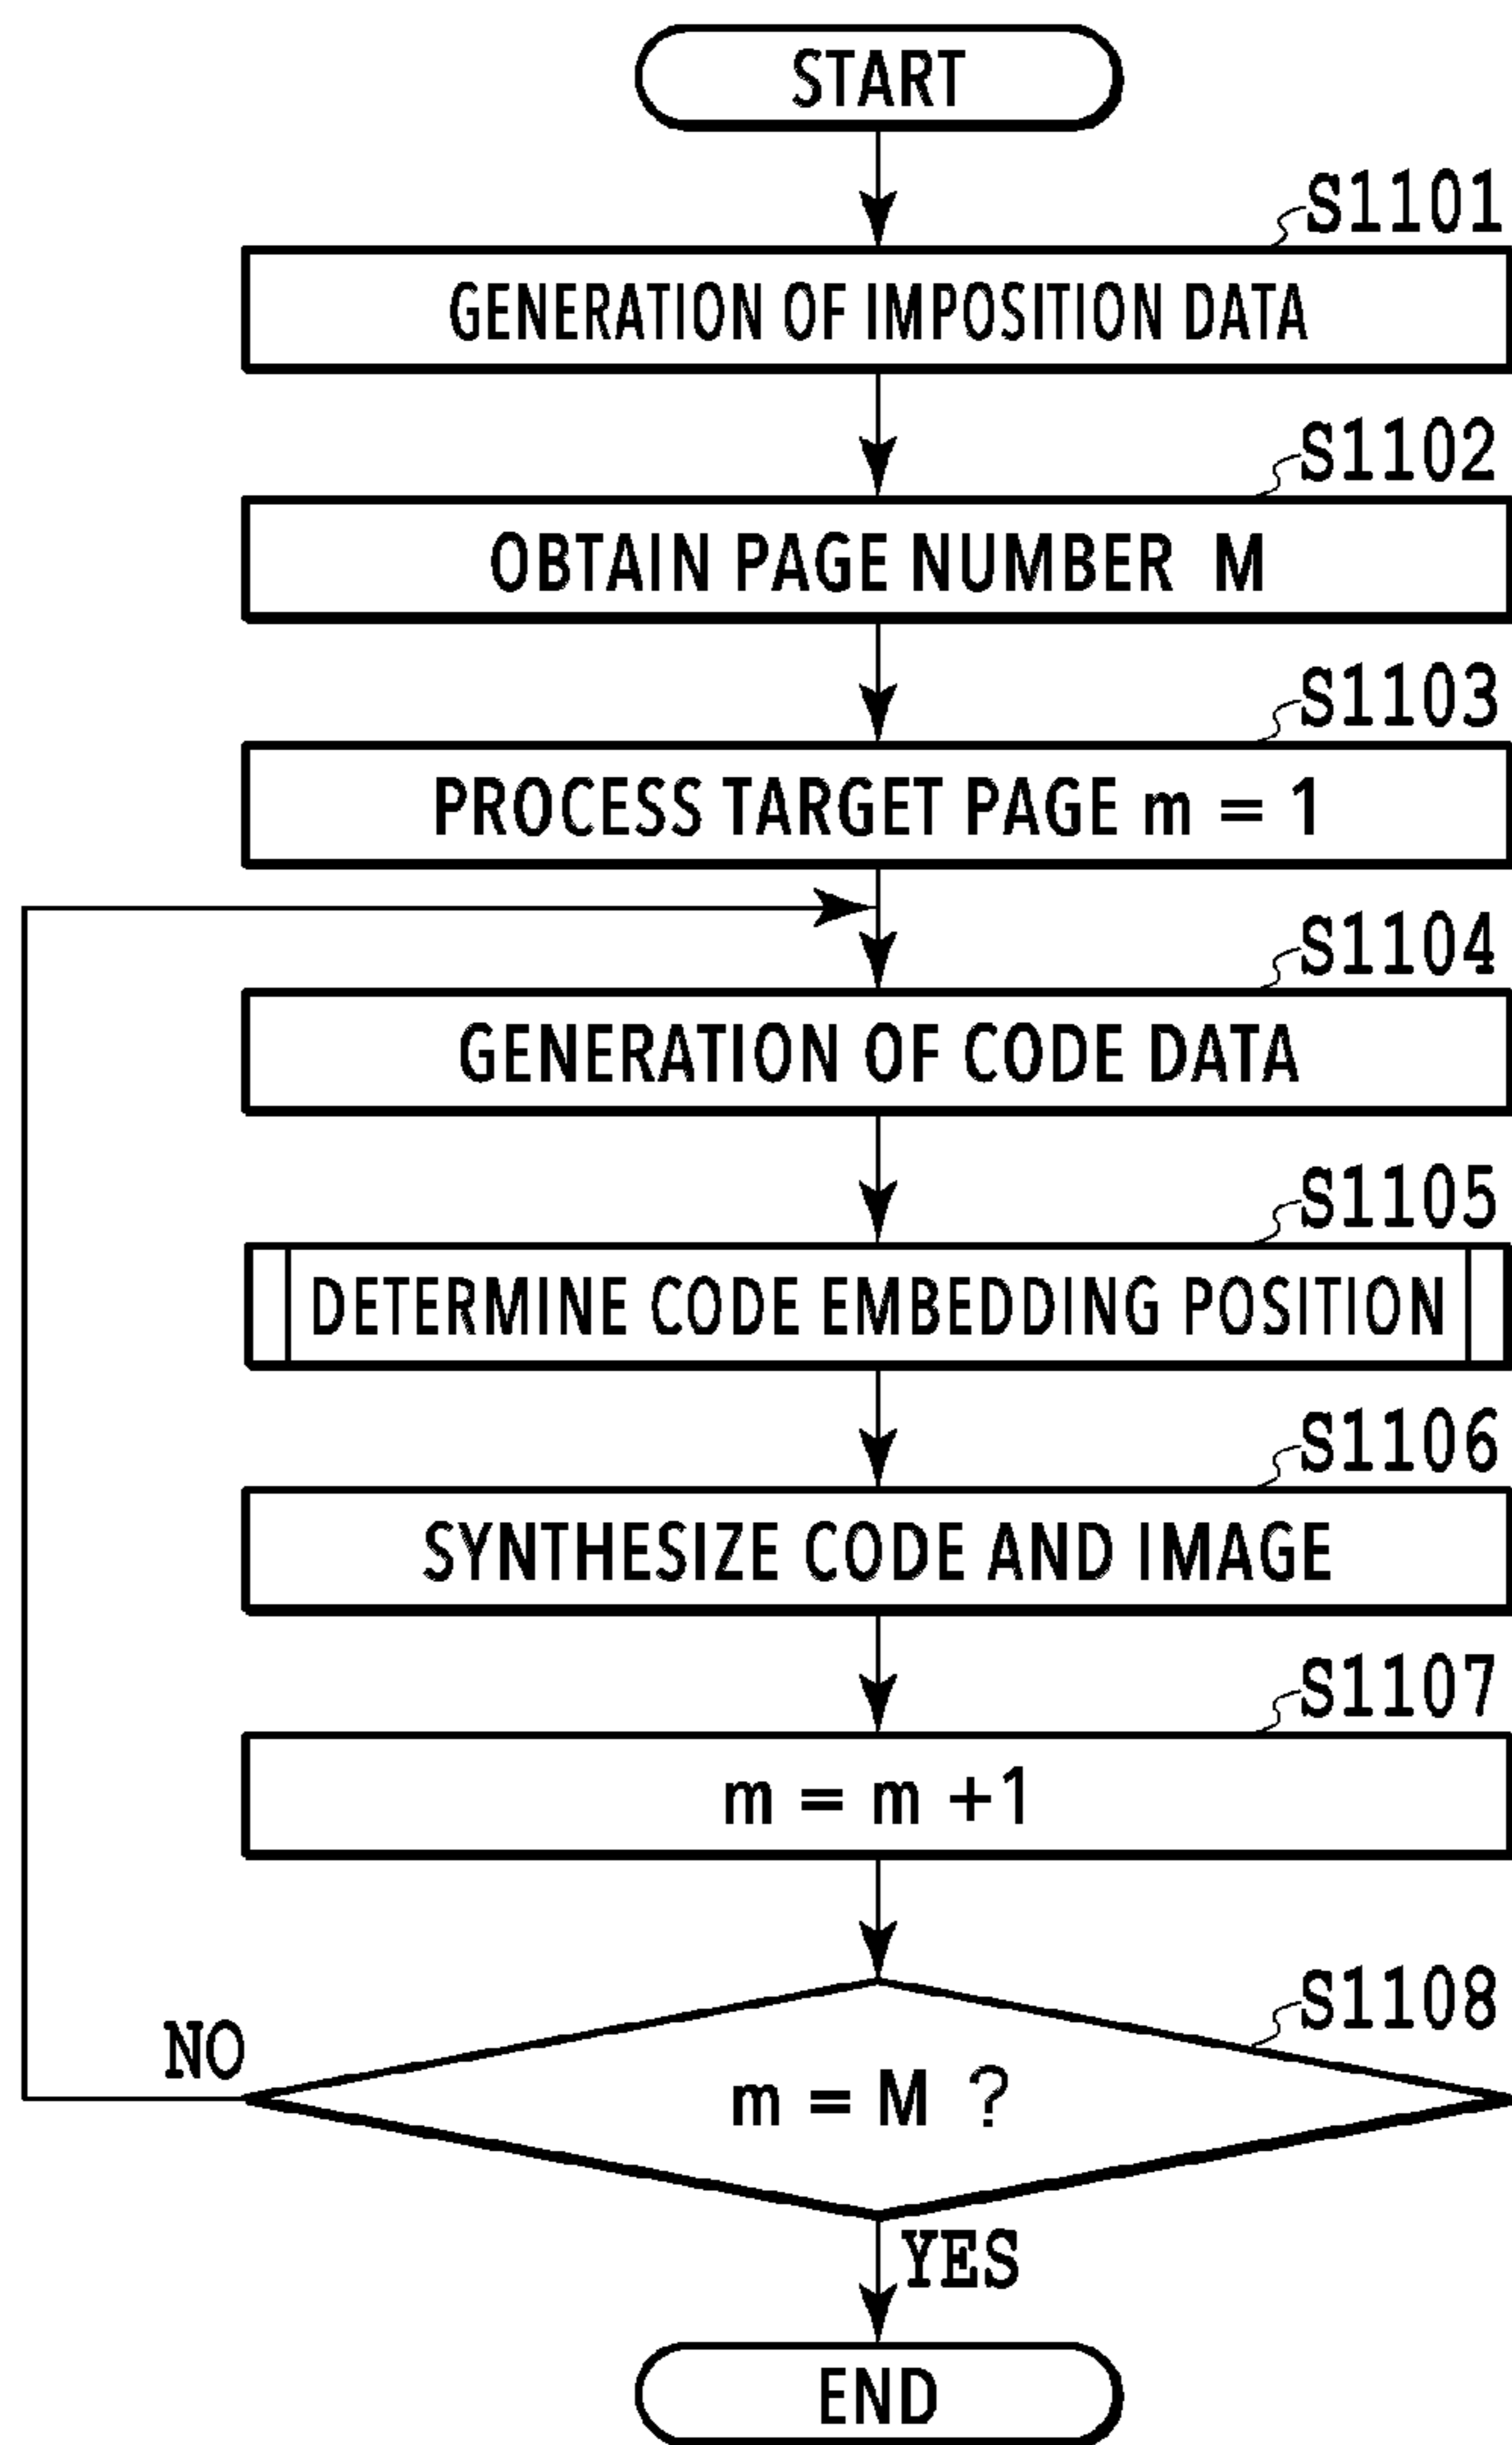 START
S1101
GENERATION OF IMPOSITION DATA
S1102
OBTAIN PAGE NUMBER M
S1103
PROCESS TARGET PAGE m = 1
S1104
GENERATION OF CODE DATA
S1105
DETERMINE CODE EMBEDDING POSITION
S1106
SYNTHESIZE CODE AND IMAGE
S1107
m = m +1
S1108
NO
m = M ?
YES
END